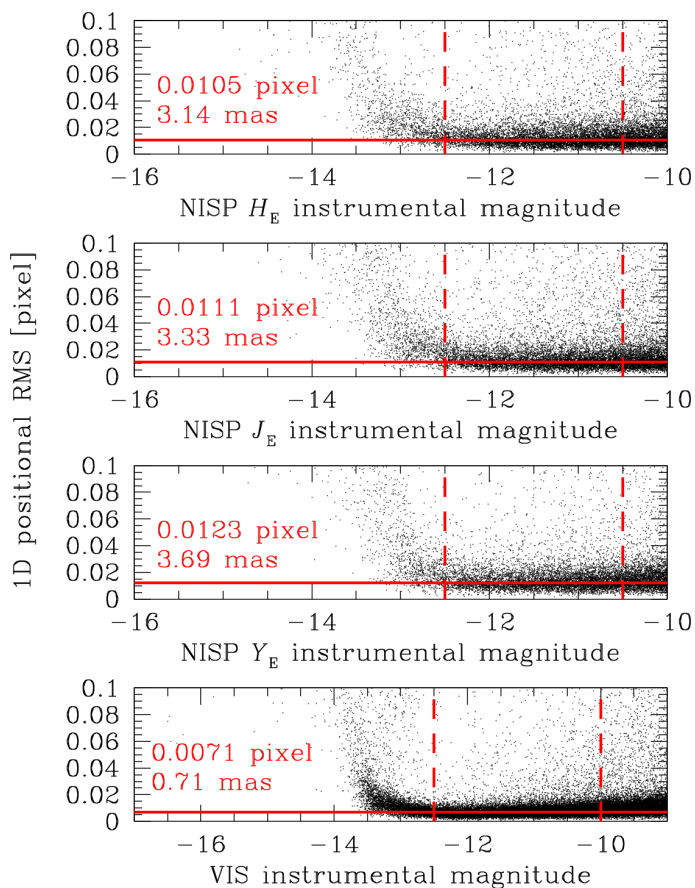 1D positional RMS [pixel]
0.1
0.08
0.06
0.04
0.02
0
0.0105 pixel
3.14 mas
−16 −14 −12 −10
NISP H_E instrumental magnitude
0.1
0.08
0.06
0.04
0.02
0
0.0111 pixel
3.33 mas
−16 −14 −12 −10
NISP J_E instrumental magnitude
0.1
0.08
0.06
0.04
0.02
0
0.0123 pixel
3.69 mas
−16 −14 −12 −10
NISP Y_E instrumental magnitude
0.1
0.08
0.06
0.04
0.02
0
0.0071 pixel
0.71 mas
−16 −14 −12 −10
VIS instrumental magnitude